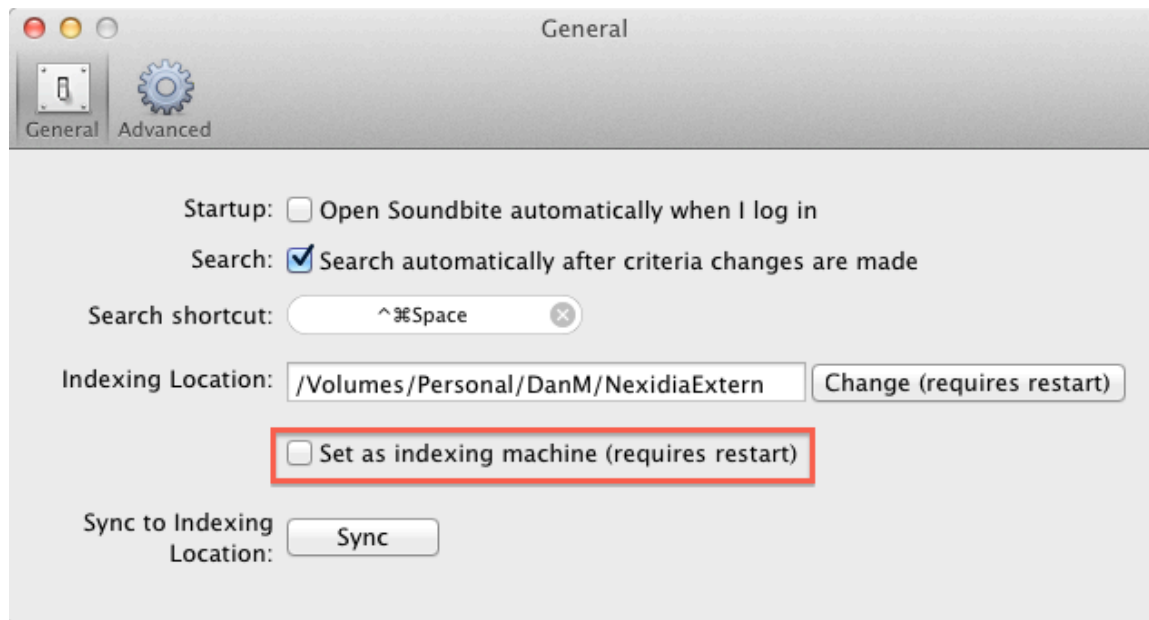 General
General Advanced
Startup: Open Soundbite automatically when I log in
Search: Search automatically after criteria changes are made
Search shortcut: ^⌘Space
Indexing Location: /Volumes/Personal/DanM/NexidiaExtern Change (requires restart)
Set as indexing machine (requires restart)
Sync to Indexing
Location: Sync